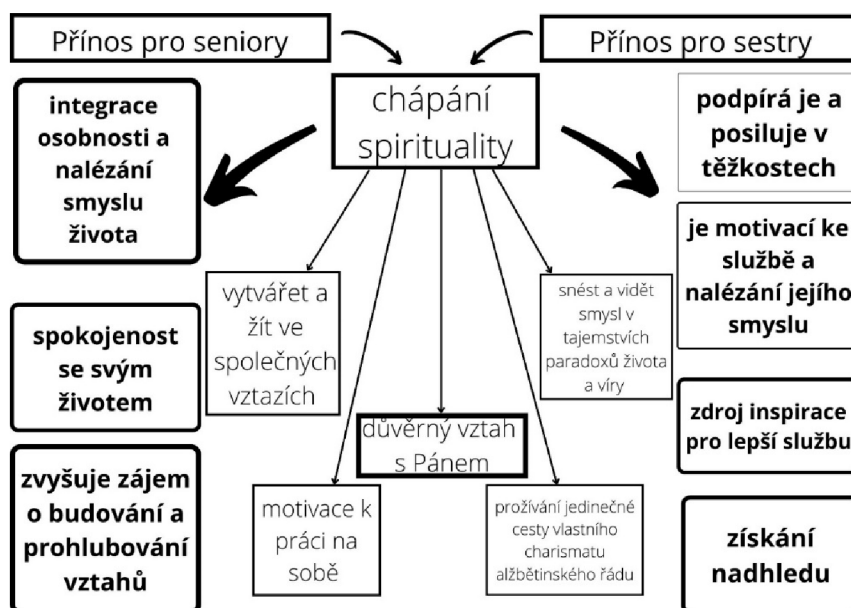 Přínos pro seniory
Přínos pro sestry
chápání
spirituality
integrace
osobnosti a
nalézání
smyslu
života
spokojenost
se svým
životem
zvyšuje zájem
o budování a
prohlubování
vztahů
vytvářet a
žít ve
společných
vztazích
motivace k
práci na
sobě
důvěrný vztah
s Pánem
snést a vidět
smysl v
tajemstvích
paradoxů života
a víry
prožívání jedinečné
cesty vlastního
charismatu
alžbětinského řádu
podpírá je a
posiluje v
těžkostech
je motivací ke
službě a
nalézání jejího
smyslu
zdroj inspirace
pro lepší službu
získání
nadhledu